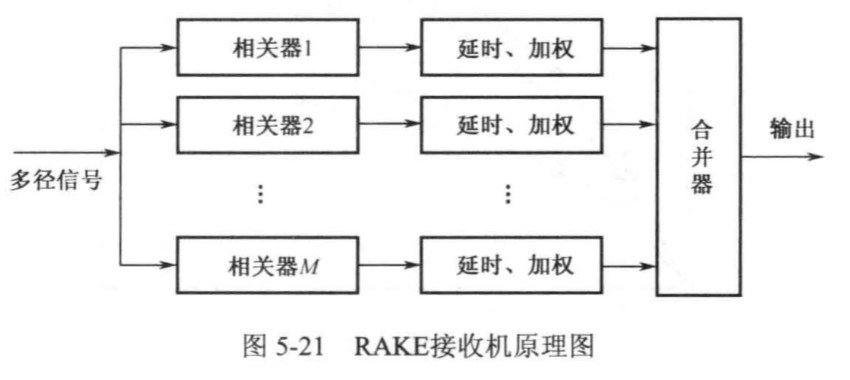 相关器1
延时、加权
相关器2
延时、加权
多径信号
⋮
⋮
相关器M
延时、加权
合并器
输出
图 5-21 RAKE接收机原理图